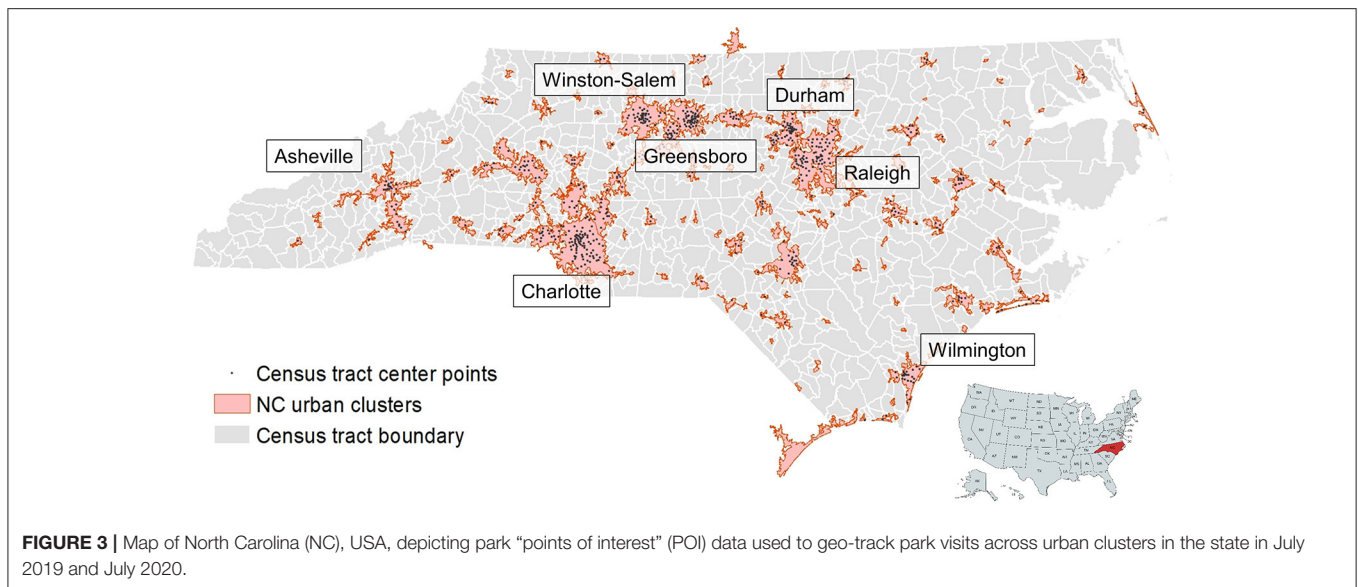 Winston-Salem
Durham
Asheville
Greensboro
Raleigh
Charlotte
Wilmington
Census tract center points
NC urban clusters
Census tract boundary
FIGURE 3 | Map of North Carolina (NC), USA, depicting park “points of interest” (POI) data used to geo-track park visits across urban clusters in the state in July
2019 and July 2020.